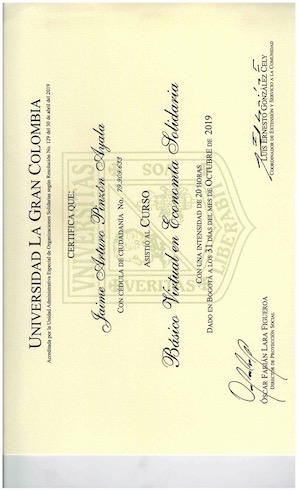 UNIVERSIDAD LA GRAN COLOMBIA
Acreditada por la Unidad Administrativa Especial de Organizaciones Solidarias según Resolución No. 129 del 30 de abril del 2019
CERTIFICA QUE:
Jaime Arturo Pinzón Ayala
CON CÉDULA DE CIUDADANÍA No.
ASISTIÓ AL CURSO
Básico Virtual en Economía Solidaria
CON UNA INTENSIDAD DE 20 HORAS
DADO EN BOGOTÁ A LOS 31 DÍAS DEL MES DE OCTUBRE DE 2019
ÓSCAR FABIÁN LARA FIGUEROA
DIRECTOR DE PROYECCIÓN SOCIAL
LUIS ERNESTO GONZÁLEZ CELY
COORDINADOR DE EXTENSIÓN Y SERVICIO A LA COMUNIDAD